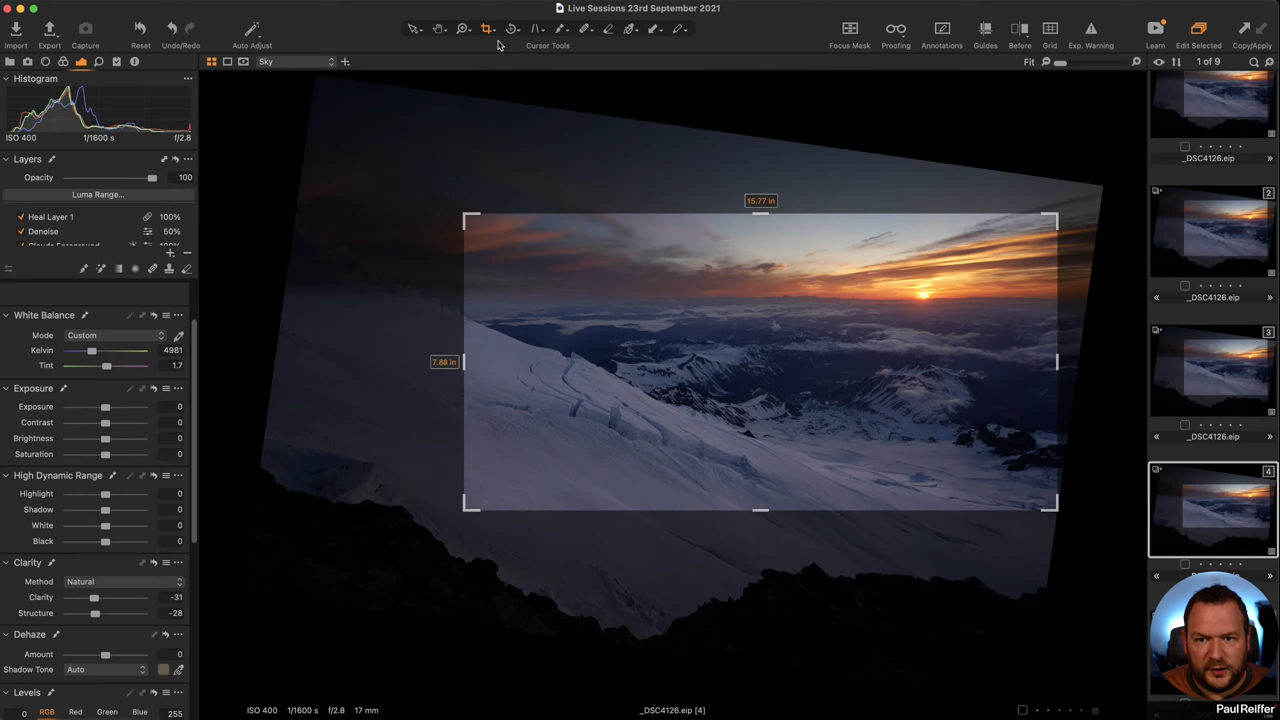 Live Sessions 23rd September 2021
Import
Export
Capture
Reset
Undo/Redo
Auto Adjust
Cursor Tools
Focus Mask
Proofing
Annotations
Guides
Before
Grid
Exp. Warning
Learn
Edit Selected
Copy/Apply
Sky
Fit
1 of 9
Histogram
ISO 400
1/1600 s
f/2.8
Layers
Opacity
100
Luma Range...
Heal Layer 1
100%
Denoise
50%
White Balance
Mode
Custom
Kelvin
4981
Tint
1.7
Exposure
Exposure
0
Contrast
0
Brightness
0
Saturation
0
High Dynamic Range
Highlight
0
Shadow
0
White
0
Black
0
Clarity
Method
Natural
Clarity
-31
Structure
-28
Dehaze
Amount
0
Shadow Tone
Auto
Levels
0
RGB
Red
Green
Blue
255
15.77 in
7.88 in
ISO 400
1/1600 s
f/2.8
17 mm
_DSC4126.eip [4]
_DSC4126.eip
2
_DSC4126.eip
3
_DSC4126.eip
4
Paul Reiffer
Live